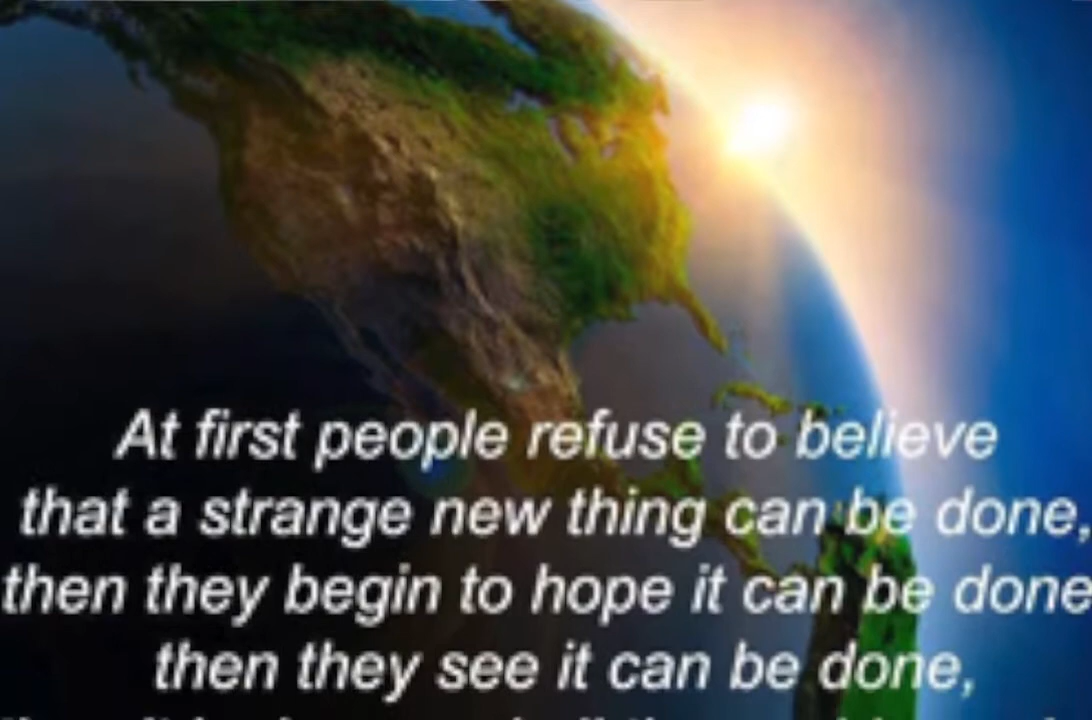 At first people refuse to believe
that a strange new thing can be done,
then they begin to hope it can be done
then they see it can be done,